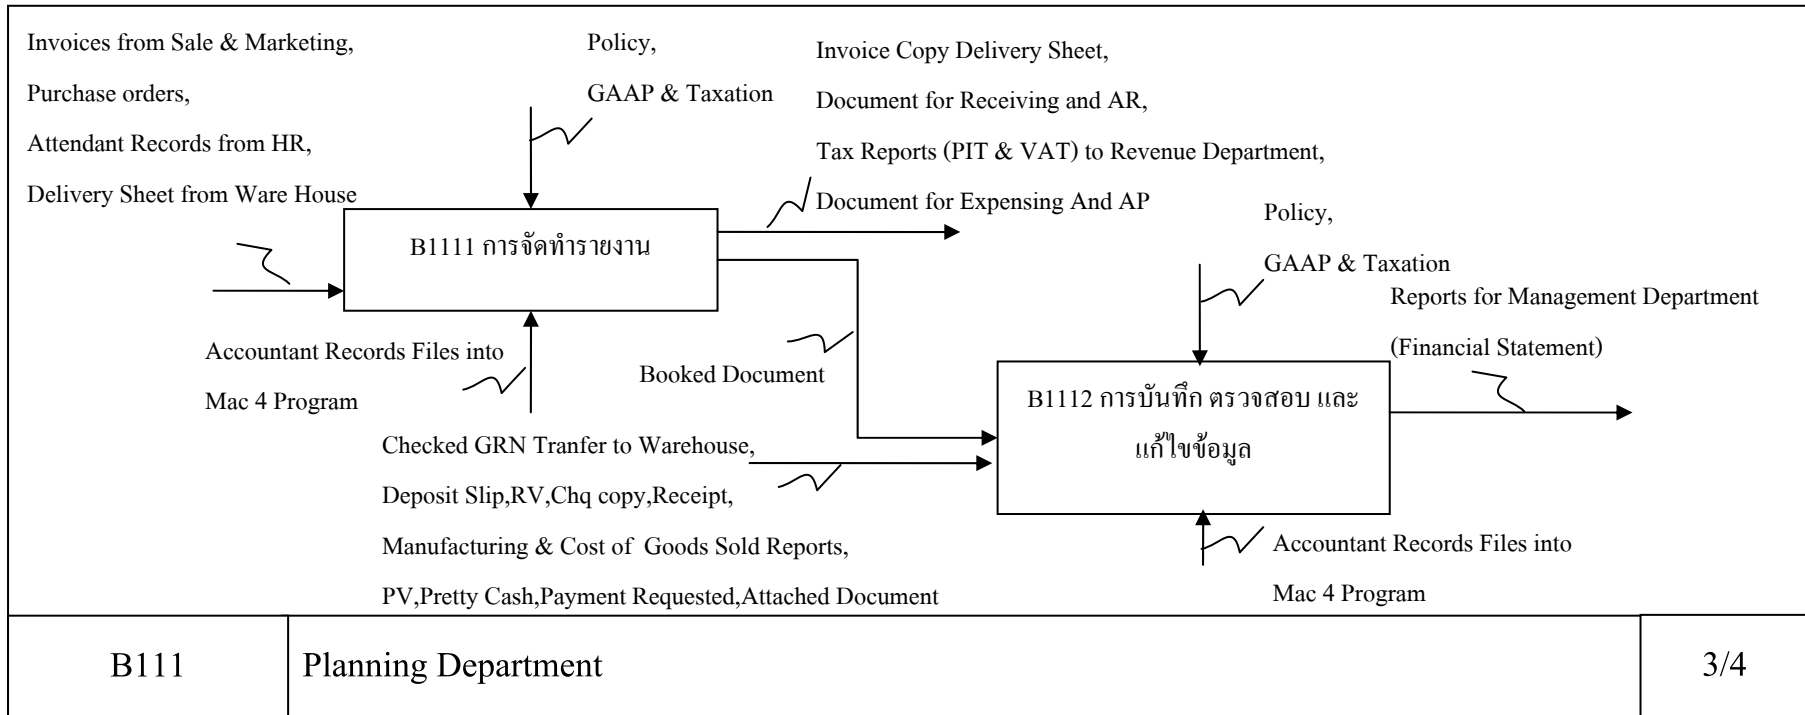 Invoices from Sale & Marketing,
Purchase orders,
Attendant Records from HR,
Delivery Sheet from Ware House
Policy,
GAAP & Taxation
Invoice Copy Delivery Sheet,
Document for Receiving and AR,
Tax Reports (PIT & VAT) to Revenue Department,
Document for Expensing And AP
B1111 การจัดทำรายงาน
Policy,
GAAP & Taxation
Reports for Management Department
(Financial Statement)
Accountant Records Files into
Mac 4 Program
Booked Document
B1112 การบันทึก ตรวจสอบ และ
แก้ไขข้อมูล
Checked GRN Tranfer to Warehouse,
Deposit Slip,RV,Chq copy,Receipt,
Manufacturing & Cost of Goods Sold Reports,
PV,Pretty Cash,Payment Requested,Attached Document
Accountant Records Files into
Mac 4 Program
B111
Planning Department
3/4